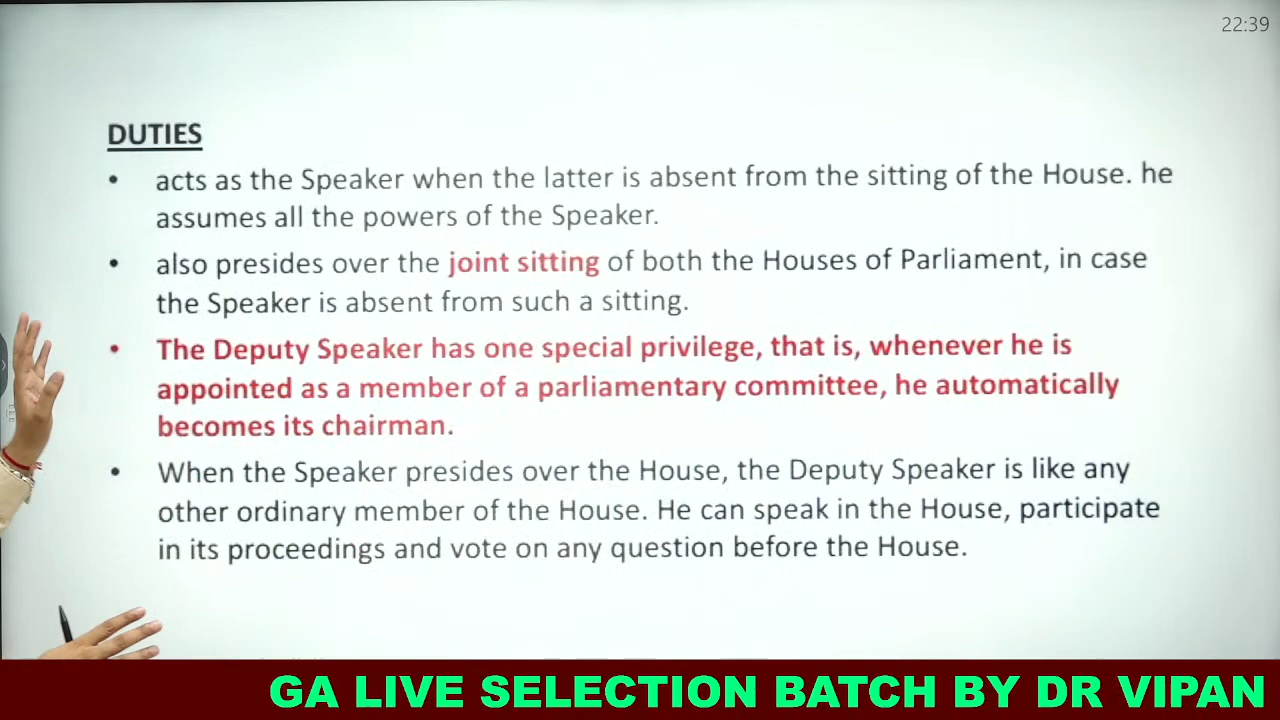 22:39
DUTIES
• acts as the Speaker when the latter is absent from the sitting of the House. he
assumes all the powers of the Speaker.
• also presides over the joint sitting of both the Houses of Parliament, in case
the Speaker is absent from such a sitting.
• The Deputy Speaker has one special privilege, that is, whenever he is
appointed as a member of a parliamentary committee, he automatically
becomes its chairman.
• When the Speaker presides over the House, the Deputy Speaker is like any
other ordinary member of the House. He can speak in the House, participate
in its proceedings and vote on any question before the House.
GA LIVE SELECTION BATCH BY DR VIPAN